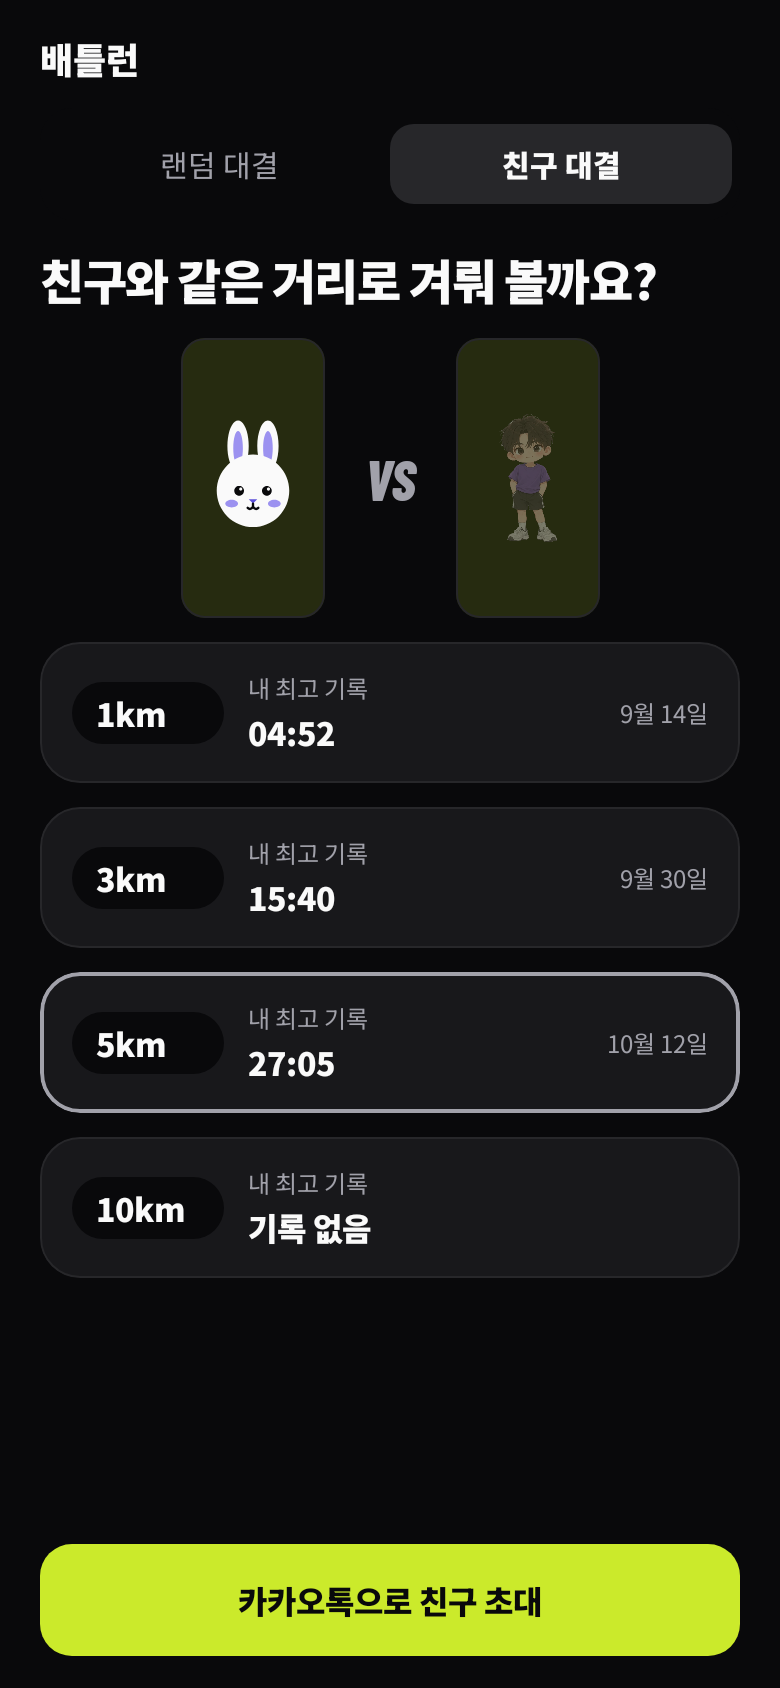 배틀런
랜덤 대결
친구 대결
친구와 같은 거리로 겨뤄 볼까요?
VS
1km
내 최고 기록
04:52
9월 14일
3km
내 최고 기록
15:40
9월 30일
5km
내 최고 기록
27:05
10월 12일
10km
내 최고 기록
기록 없음
카카오톡으로 친구 초대